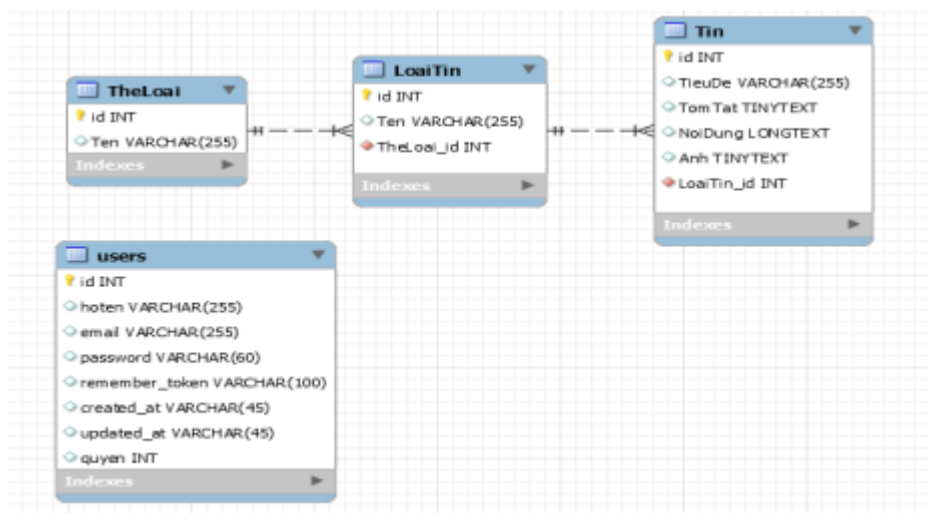 TheLoai
id INT
Ten VARCHAR(255)
Indexes
LoaiTin
id INT
Ten VARCHAR(255)
TheLoai_id INT
Indexes
Tin
id INT
TieuDe VARCHAR(255)
Tom Tat TINYTEXT
NoiDung LONGTEXT
Anh TINYTEXT
LoaiTin_id INT
Indexes
users
id INT
hoten VARCHAR(255)
email VARCHAR(255)
password VARCHAR(60)
remember_token VARCHAR(100)
created_at VARCHAR(45)
updated_at VARCHAR(45)
quyen INT
Indexes